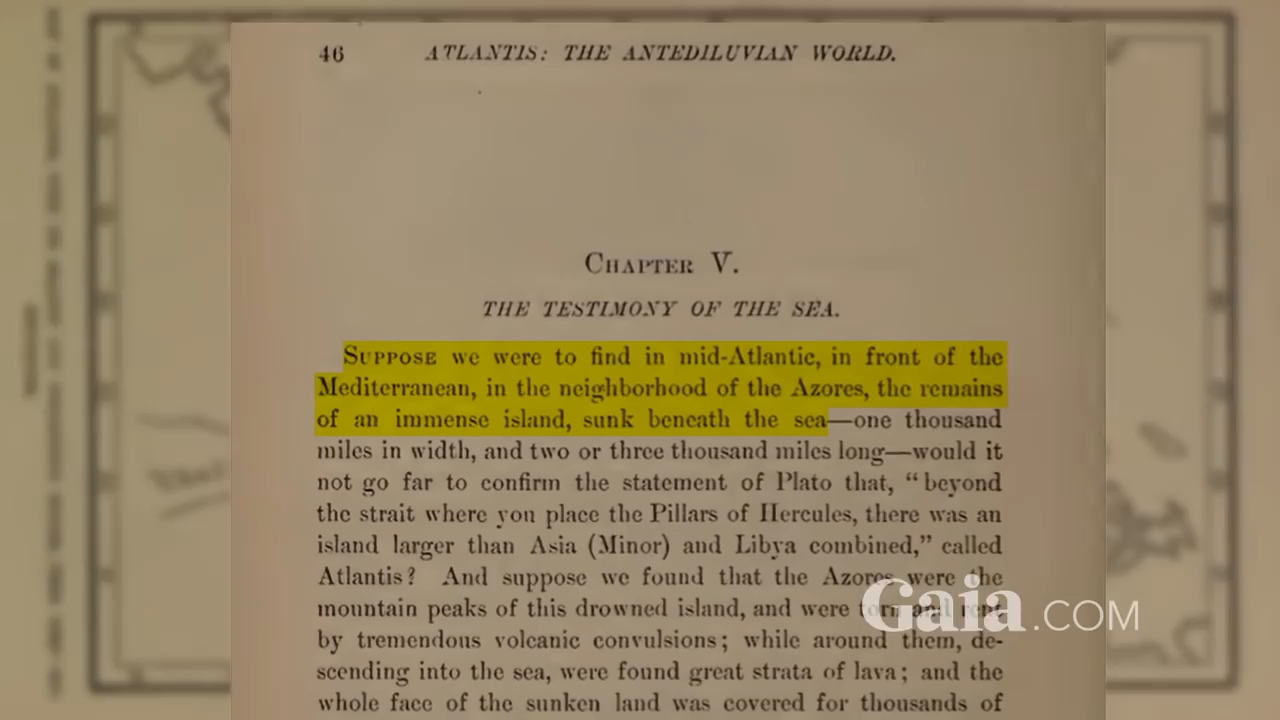 46 ATLANTIS: THE ANTEDILUVIAN WORLD.
CHAPTER V.
THE TESTIMONY OF THE SEA.
SUPPOSE we were to find in mid-Atlantic, in front of the
Mediterranean, in the neighborhood of the Azores, the remains
of an immense island, sunk beneath the sea—one thousand
miles in width, and two or three thousand miles long—would it
not go far to confirm the statement of Plato that, “beyond
the strait where you place the Pillars of Hercules, there was an
island larger than Asia (Minor) and Libya combined,” called
Atlantis? And suppose we found that the Azores were the
mountain peaks of this drowned island, and were torn and rent
by tremendous volcanic convulsions; while around them, de-
scending into the sea, were found great strata of lava; and the
whole face of the sunken land was covered for thousands of
Gaia.COM